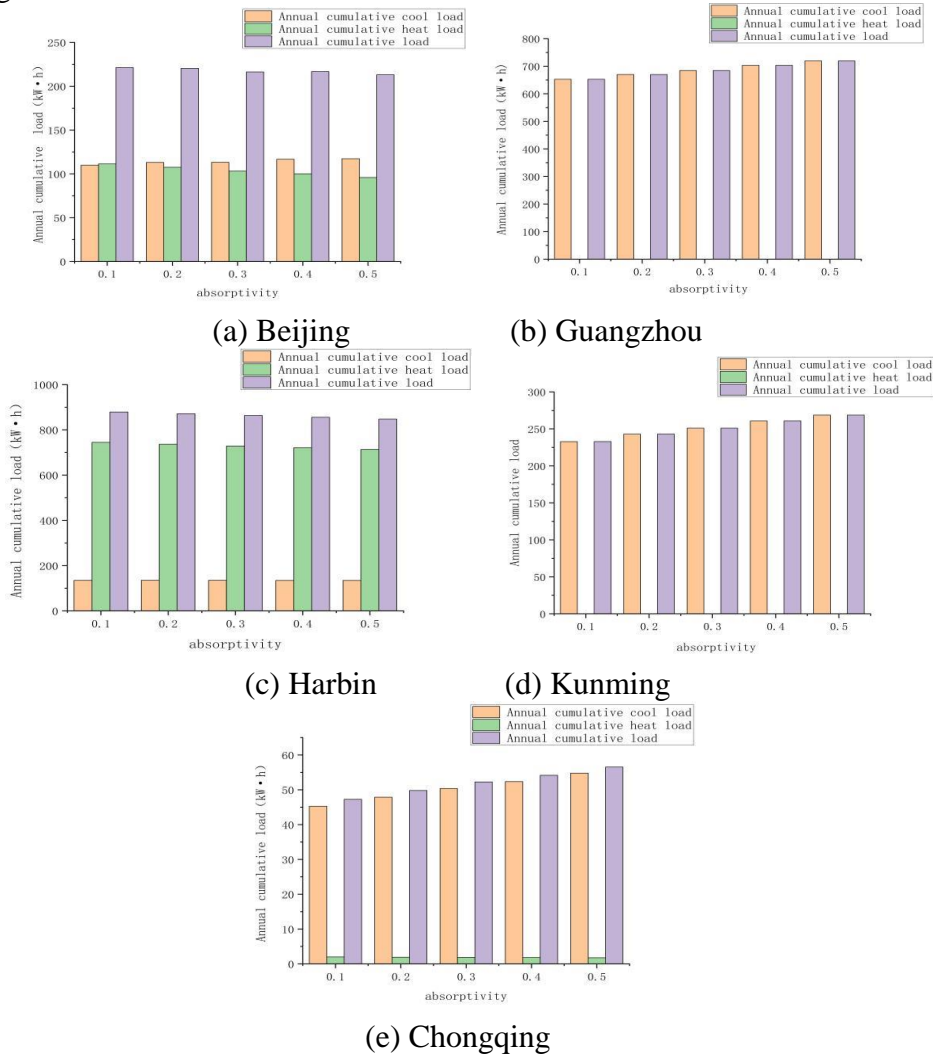 Annual cumulative cool load
Annual cumulative heat load
Annual cumulative load
Annual cumulative load (kW·h)
250
200
150
100
50
0
0.1 0.2 0.3 0.4 0.5
absorptivity
(a) Beijing
Annual cumulative cool load
Annual cumulative heat load
Annual cumulative load
Annual cumulative load (kW·h)
800
700
600
500
400
300
200
100
0
0.1 0.2 0.3 0.4 0.5
absorptivity
(b) Guangzhou
Annual cumulative cool load
Annual cumulative heat load
Annual cumulative load
Annual cumulative load (kW·h)
1000
800
600
400
200
0
0.1 0.2 0.3 0.4 0.5
absorptivity
(c) Harbin
Annual cumulative cool load
Annual cumulative heat load
Annual cumulative load
Annual cumulative load
300
250
200
150
100
50
0
0.1 0.2 0.3 0.4 0.5
absorptivity
(d) Kunming
Annual cumulative cool load
Annual cumulative heat load
Annual cumulative load
Annual cumulative load (kW·h)
60
50
40
30
20
10
0
0.1 0.2 0.3 0.4 0.5
absorptivity
(e) Chongqing